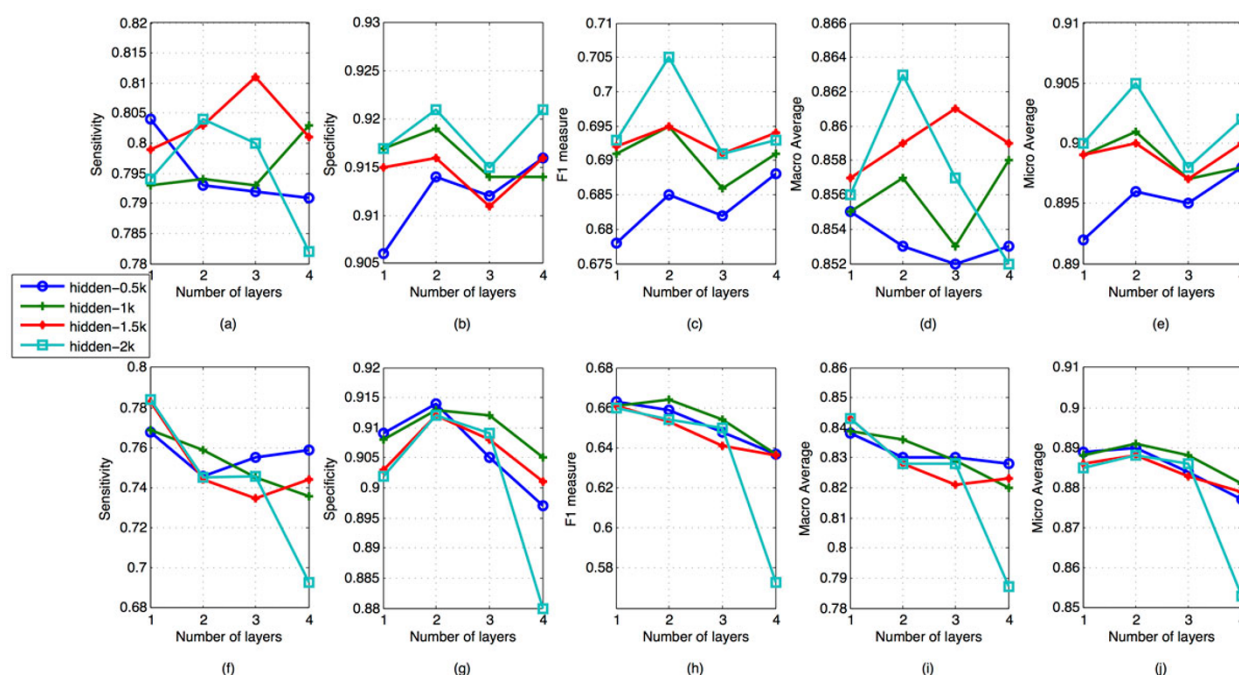 0.82
0.81
0.805
0.8
0.795
0.79
0.785
0.78
Sensitivity
1 2 3 4
Number of layers
(a)
0.93
0.925
0.92
0.915
0.91
0.905
Specificity
1 2 3 4
Number of layers
(b)
0.71
0.705
0.7
0.695
0.69
0.685
0.68
0.675
F1 measure
1 2 3 4
Number of layers
(c)
0.866
0.864
0.862
0.86
0.858
0.856
0.854
0.852
Macro Average
1 2 3 4
Number of layers
(d)
0.91
0.905
0.9
0.895
0.89
Micro Average
1 2 3
Number of layers
(e)
hidden-0.5k
hidden-1k
hidden-1.5k
hidden-2k
0.8
0.78
0.76
0.74
0.72
0.7
0.68
Sensitivity
1 2 3 4
Number of layers
(f)
0.92
0.915
0.91
0.905
0.9
0.895
0.89
0.885
0.88
Specificity
1 2 3 4
Number of layers
(g)
0.68
0.66
0.64
0.62
0.6
0.58
F1 measure
1 2 3 4
Number of layers
(h)
0.86
0.85
0.84
0.83
0.82
0.81
0.8
0.79
0.78
Macro Average
1 2 3 4
Number of layers
(i)
0.91
0.9
0.89
0.88
0.87
0.86
0.85
Micro Average
1 2 3
Number of layers
(j)